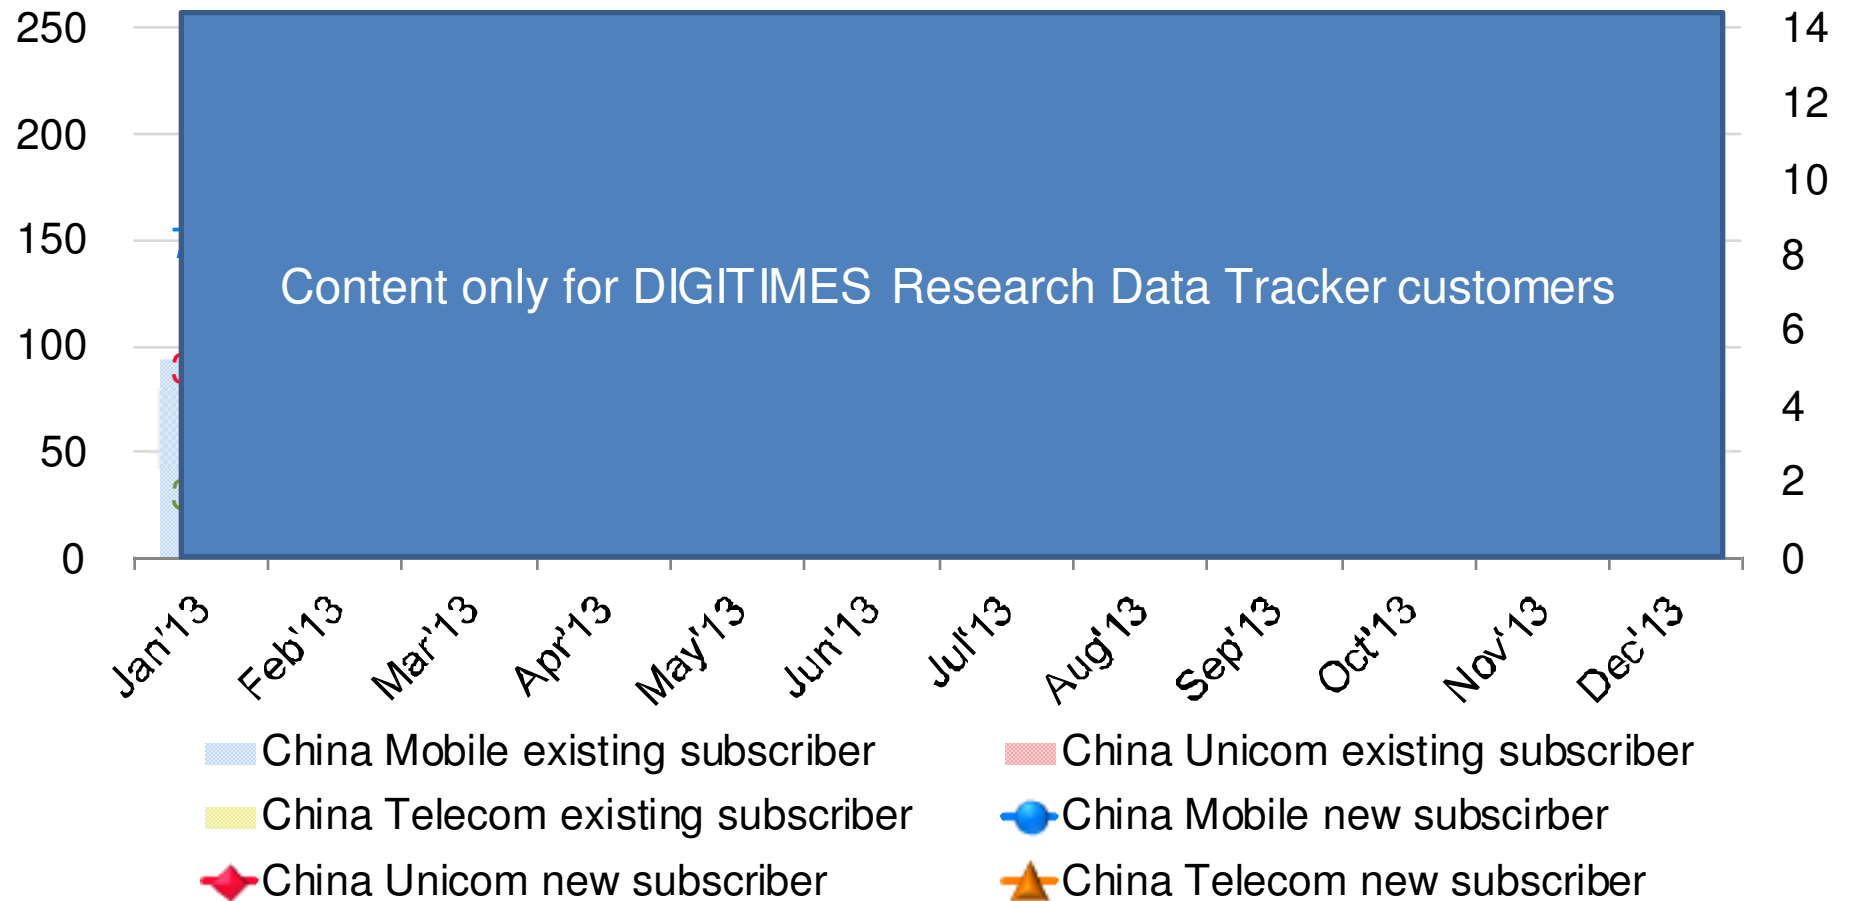 250
200
150
100
50
0
14
12
10
8
6
4
2
0
Content only for DIGITIMES Research Data Tracker customers
Jan'13
Feb'13
Mar'13
Apr'13
May'13
Jun'13
Jul'13
Aug'13
Sep'13
Oct'13
Nov'13
Dec'13
China Mobile existing subscriber
China Unicom existing subscriber
China Telecom existing subscriber
China Mobile new subscirber
China Unicom new subscriber
China Telecom new subscriber